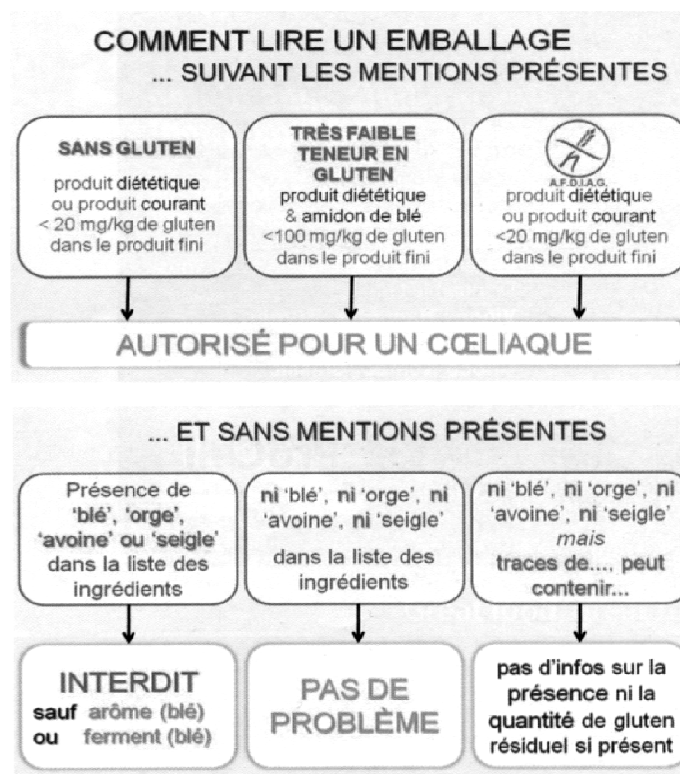 COMMENT LIRE UN EMBALLAGE
... SUIVANT LES MENTIONS PRÉSENTES
SANS GLUTEN
produit diététique
ou produit courant
< 20 mg/kg de gluten
dans le produit fini
TRÈS FAIBLE
TENEUR EN
GLUTEN
produit diététique
& amidon de blé
<100 mg/kg de gluten
dans le produit fini
A.F.D.I.A.G.
produit diététique
ou produit courant
<20 mg/kg de gluten
dans le produit fini
AUTORISÉ POUR UN CŒLIAQUE
... ET SANS MENTIONS PRÉSENTES
Présence de
'blé', 'orge',
'avoine' ou 'seigle'
dans la liste des
ingrédients
ni 'blé', ni 'orge', ni
'avoine', ni 'seigle'
dans la liste des
ingrédients
ni 'blé', ni 'orge', ni
'avoine', ni 'seigle'
mais
traces de...., peut
contenir...
INTERDIT
sauf arôme (blé)
ou ferment (blé)
PAS DE
PROBLÈME
pas d'infos sur la
présence ni la
quantité de gluten
résiduel si présent